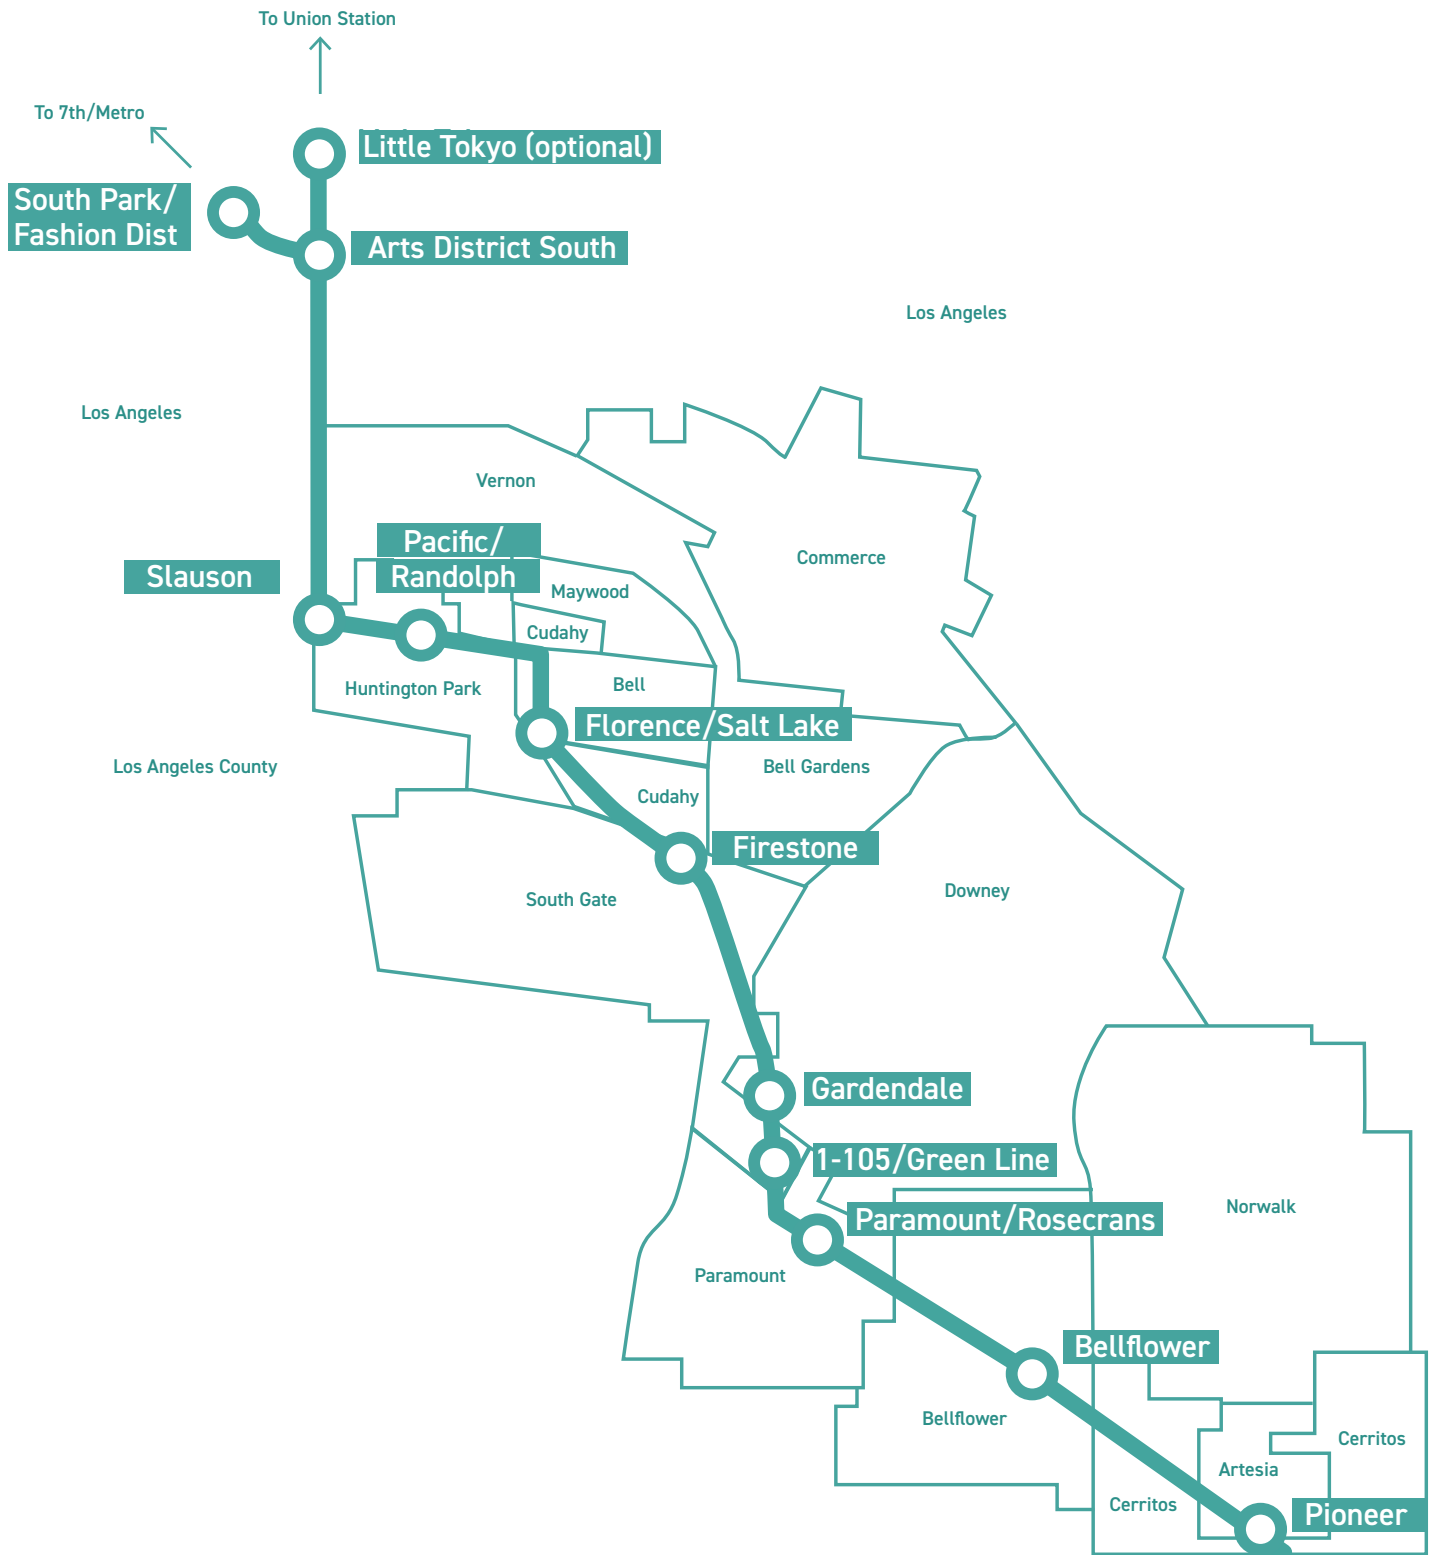 To Union Station
To 7th/Metro
Little Tokyo (optional)
South Park/
Fashion Dist
Arts District South
Los Angeles
Los Angeles
Vernon
Pacific/
Randolph
Commerce
Slauson
Maywood
Cudahy
Bell
Huntington Park
Florence/Salt Lake
Los Angeles County
Bell Gardens
Cudahy
Firestone
Downey
South Gate
Gardendale
1-105/Green Line
Norwalk
Paramount/Rosecrans
Paramount
Bellflower
Bellflower
Cerritos
Artesia
Cerritos
Pioneer